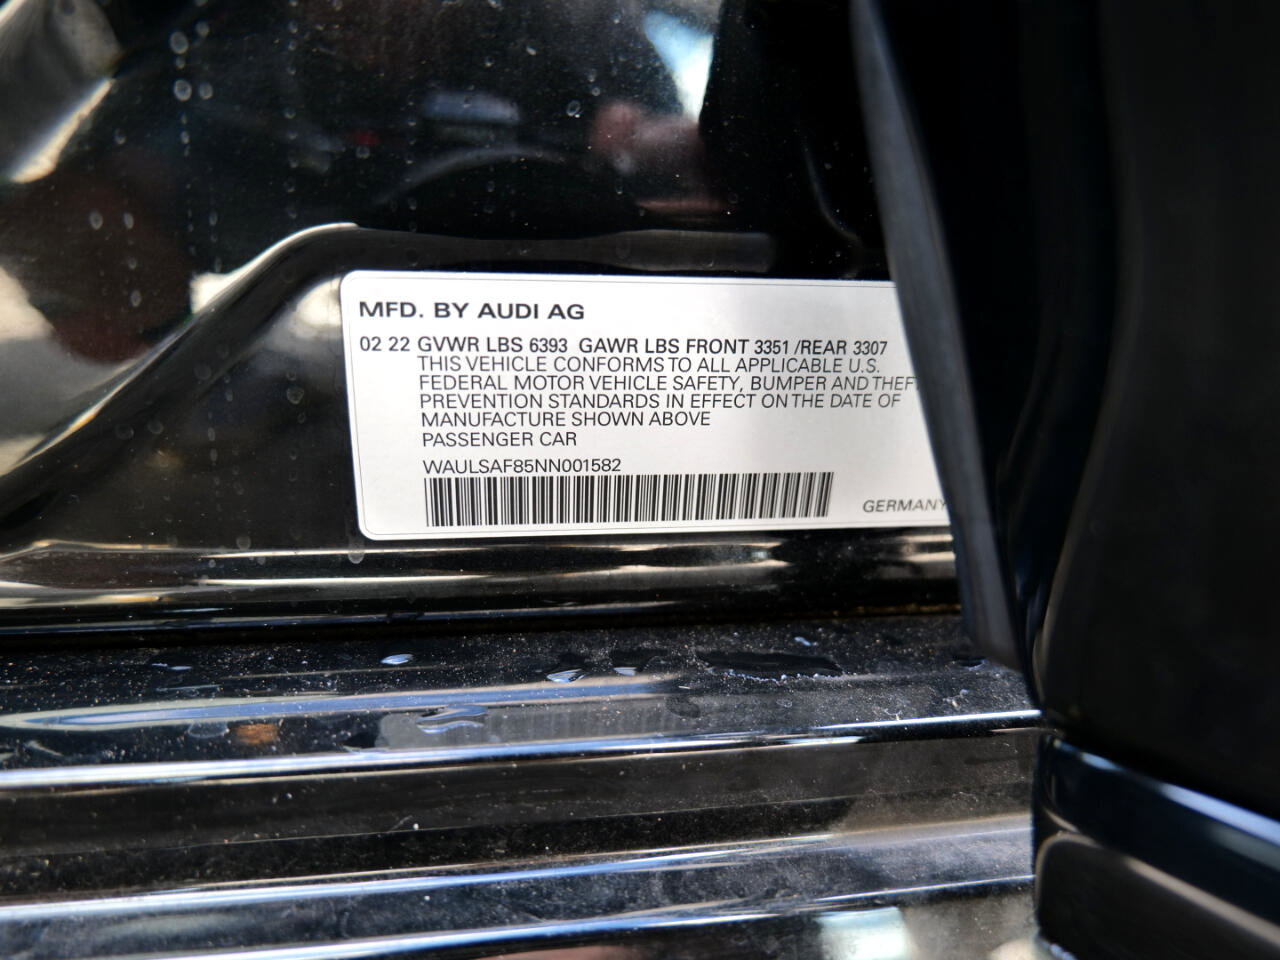 MFD. BY AUDI AG
02 22 GVWR LBS 6393 GAWR LBS FRONT 3351 /REAR 3307
THIS VEHICLE CONFORMS TO ALL APPLICABLE U.S.
FEDERAL MOTOR VEHICLE SAFETY, BUMPER AND THEFT
PREVENTION STANDARDS IN EFFECT ON THE DATE OF
MANUFACTURE SHOWN ABOVE
PASSENGER CAR
WAULSAF85NN001582
GERMANY